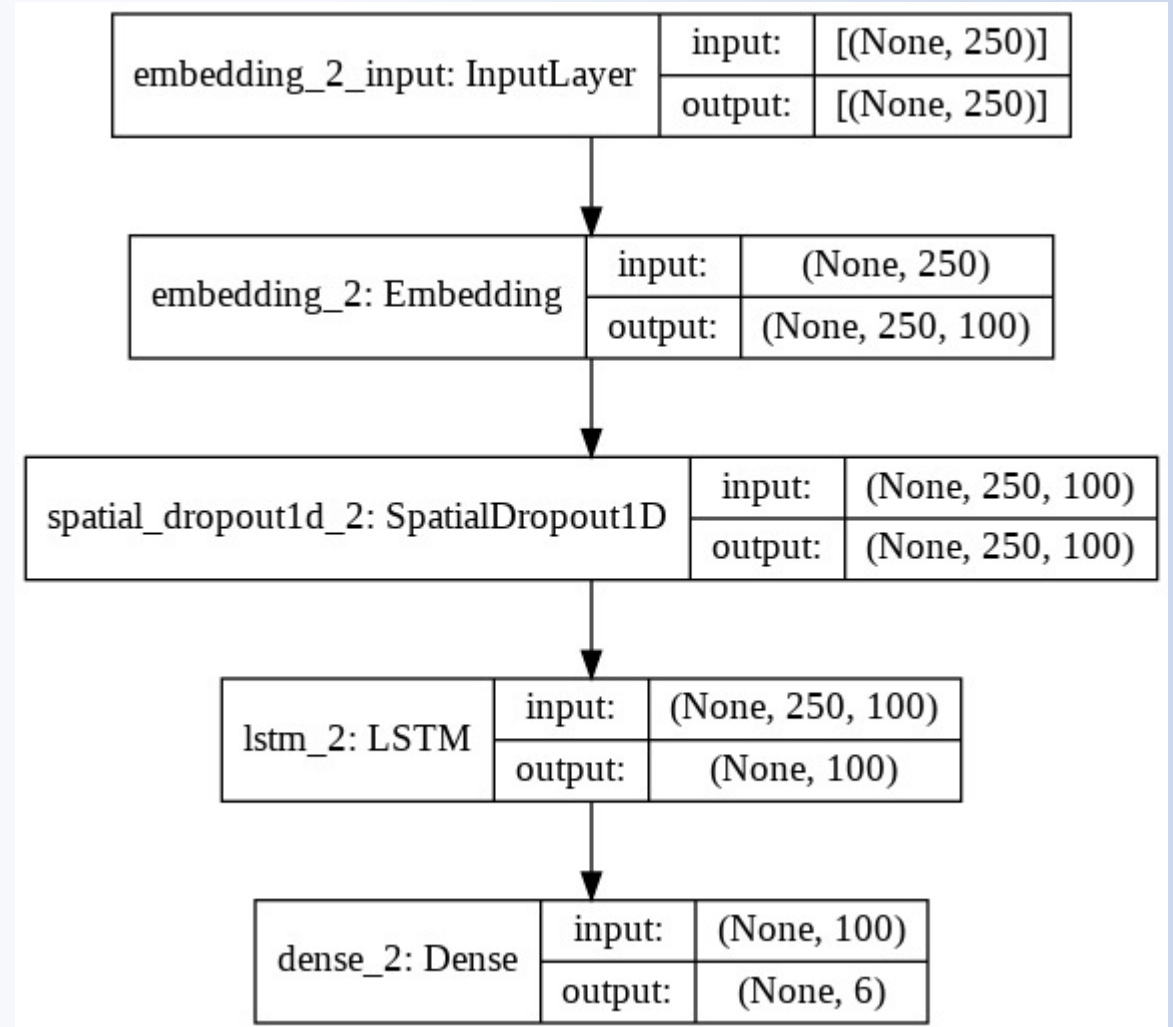 embedding_2_input: InputLayer
input:
[(None, 250)]
output:
[(None, 250)]
embedding_2: Embedding
input:
(None, 250)
output:
(None, 250, 100)
spatial_dropout1d_2: SpatialDropout1D
input:
(None, 250, 100)
output:
(None, 250, 100)
lstm_2: LSTM
input:
(None, 250, 100)
output:
(None, 100)
dense_2: Dense
input:
(None, 100)
output:
(None, 6)